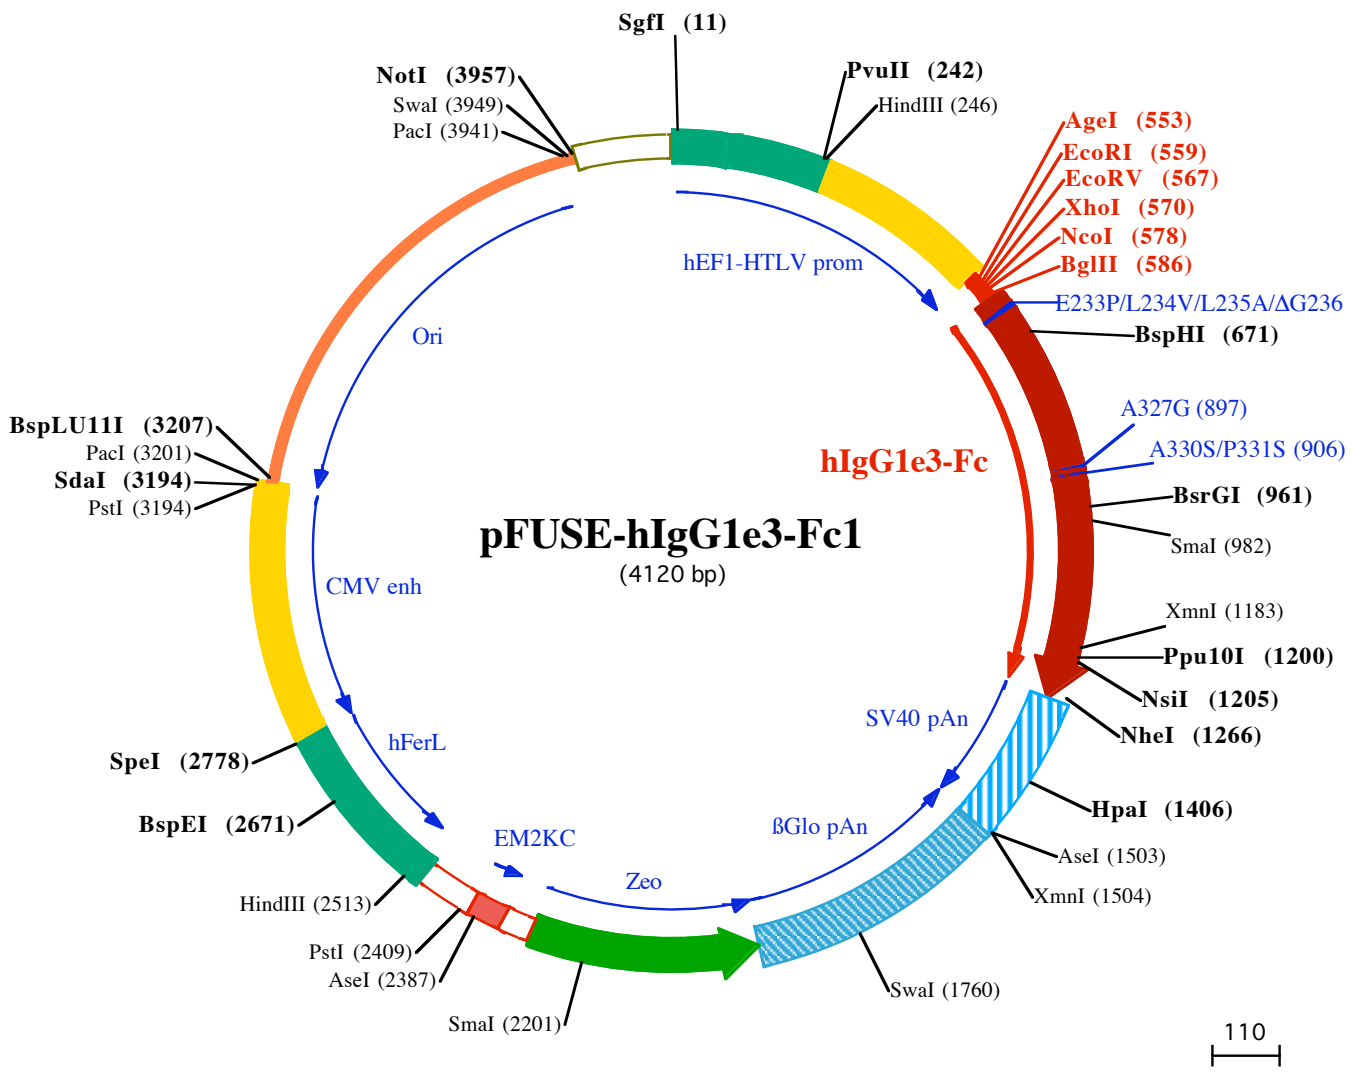 SgfI (11)
NotI (3957)
SwaI (3949)
PacI (3941)
PvuII (242)
HindIII (246)
AgeI (553)
EcoRI (559)
EcoRV (567)
XhoI (570)
NcoI (578)
BglII (586)
E233P/L234V/L235A/ΔG236
BspHI (671)
hEF1-HTLV prom
Ori
A327G (897)
A330S/P331S (906)
BsrGI (961)
SmaI (982)
hIgG1e3-Fc
BspLU11I (3207)
PacI (3201)
SdaI (3194)
PstI (3194)
pFUSE-hIgG1e3-Fc1
(4120 bp)
CMV enh
XmnI (1183)
Ppu10I (1200)
NsiI (1205)
NheI (1266)
SV40 pAn
hFerL
SpeI (2778)
BspEI (2671)
HpaI (1406)
AseI (1503)
XmnI (1504)
ßGlo pAn
EM2KC
Zeo
HindIII (2513)
PstI (2409)
AseI (2387)
SmaI (2201)
SwaI (1760)
110